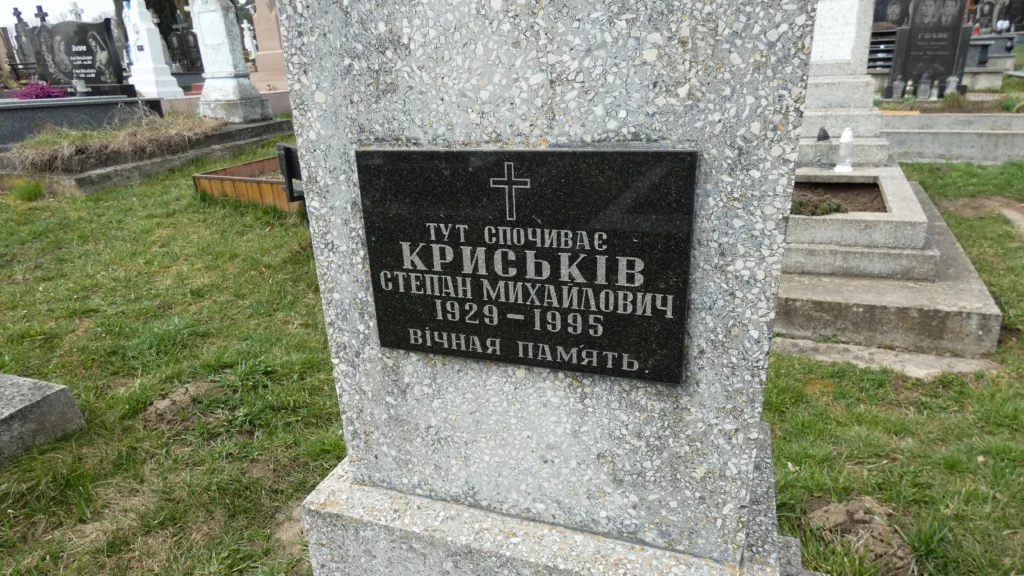 ТУТ СПОЧИВАЄ
КРИСЬКІВ
СТЕПАН МИХАЙЛОВИЧ
1929 – 1995
ВІЧНАЯ ПАМ'ЯТЬ